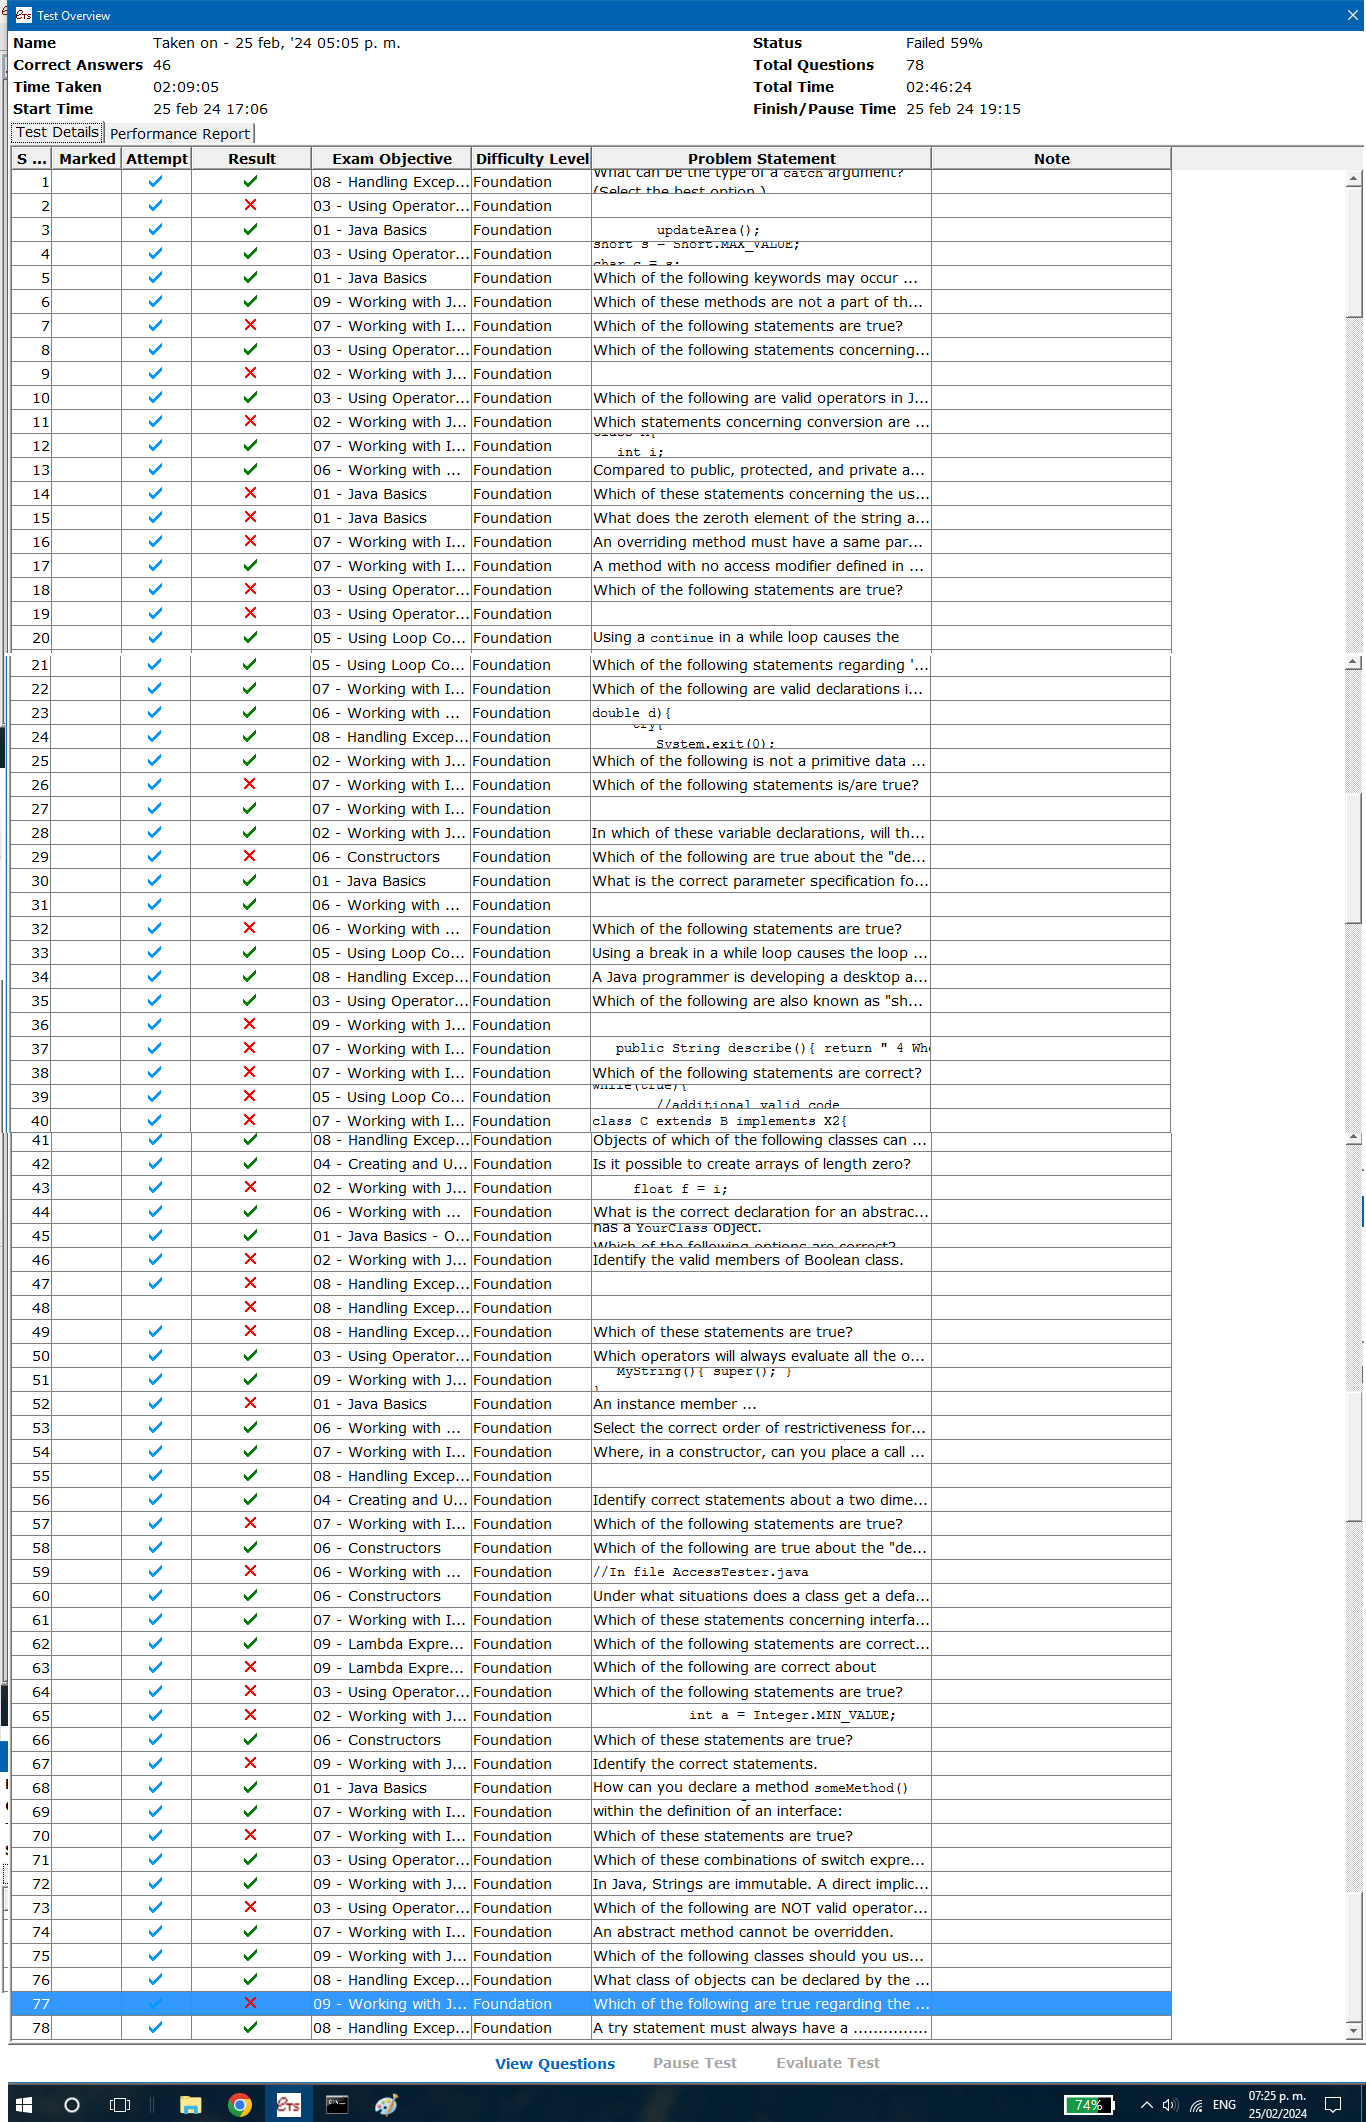 ETS Test Overview
Name Taken on - 25 feb, '24 05:05 p. m. Status Failed 59%
Correct Answers 46 Total Questions 78
Time Taken 02:09:05 Total Time 02:46:24
Start Time 25 feb 24 17:06 Finish/Pause Time 25 feb 24 19:15
Test Details Performance Report
S ... Marked Attempt Result Exam Objective Difficulty Level Problem Statement Note
1 08 - Handling Excep... Foundation What can be the type of a catch argument?
(Select the best option.)
2 03 - Using Operator... Foundation
3 01 - Java Basics Foundation updateArea();
4 03 - Using Operator... Foundation short s = Short.MAX_VALUE;
char c = s;
5 01 - Java Basics Foundation Which of the following keywords may occur ...
6 09 - Working with J... Foundation Which of these methods are not a part of th...
7 07 - Working with I... Foundation Which of the following statements are true?
8 03 - Using Operator... Foundation Which of the following statements concerning...
9 02 - Working with J... Foundation
10 03 - Using Operator... Foundation Which of the following are valid operators in J...
11 02 - Working with J... Foundation Which statements concerning conversion are ...
12 07 - Working with I... Foundation
int i;
13 06 - Working with ... Foundation Compared to public, protected, and private a...
14 01 - Java Basics Foundation Which of these statements concerning the us...
15 01 - Java Basics Foundation What does the zeroth element of the string a...
16 07 - Working with I... Foundation An overriding method must have a same par...
17 07 - Working with I... Foundation A method with no access modifier defined in ...
18 03 - Using Operator... Foundation Which of the following statements are true?
19 03 - Using Operator... Foundation
20 05 - Using Loop Co... Foundation Using a continue in a while loop causes the
21 05 - Using Loop Co... Foundation Which of the following statements regarding '...
22 07 - Working with I... Foundation Which of the following are valid declarations i...
23 06 - Working with ... Foundation double d){
24 08 - Handling Excep... Foundation try{
System.exit(0);
25 02 - Working with J... Foundation Which of the following is not a primitive data ...
26 07 - Working with I... Foundation Which of the following statements is/are true?
27 07 - Working with I... Foundation
28 02 - Working with J... Foundation In which of these variable declarations, will th...
29 06 - Constructors Foundation Which of the following are true about the "de...
30 01 - Java Basics Foundation What is the correct parameter specification fo...
31 06 - Working with ... Foundation
32 06 - Working with ... Foundation Which of the following statements are true?
33 05 - Using Loop Co... Foundation Using a break in a while loop causes the loop ...
34 08 - Handling Excep... Foundation A Java programmer is developing a desktop a...
35 03 - Using Operator... Foundation Which of the following are also known as "sh...
36 09 - Working with J... Foundation
37 07 - Working with I... Foundation public String describe(){ return " 4 Wh
38 07 - Working with I... Foundation Which of the following statements are correct?
39 05 - Using Loop Co... Foundation while(true){
//additional valid code
40 07 - Working with I... Foundation class C extends B implements X2{
41 08 - Handling Excep... Foundation Objects of which of the following classes can ...
42 04 - Creating and U... Foundation Is it possible to create arrays of length zero?
43 02 - Working with J... Foundation float f = i;
44 06 - Working with ... Foundation What is the correct declaration for an abstrac...
45 01 - Java Basics - O... Foundation has a YourClass object.
Which of the following options are correct?
46 02 - Working with J... Foundation Identify the valid members of Boolean class.
47 08 - Handling Excep... Foundation
48 08 - Handling Excep... Foundation
49 08 - Handling Excep... Foundation Which of these statements are true?
50 03 - Using Operator... Foundation Which operators will always evaluate all the o...
51 09 - Working with J... Foundation MyString(){ super(); }
}
52 01 - Java Basics Foundation An instance member ...
53 06 - Working with ... Foundation Select the correct order of restrictiveness for...
54 07 - Working with I... Foundation Where, in a constructor, can you place a call ...
55 08 - Handling Excep... Foundation
56 04 - Creating and U... Foundation Identify correct statements about a two dime...
57 07 - Working with I... Foundation Which of the following statements are true?
58 06 - Constructors Foundation Which of the following are true about the "de...
59 06 - Working with ... Foundation //In file AccessTester.java
60 06 - Constructors Foundation Under what situations does a class get a defa...
61 07 - Working with I... Foundation Which of these statements concerning interfa...
62 09 - Lambda Expre... Foundation Which of the following statements are correct...
63 09 - Lambda Expre... Foundation Which of the following are correct about
64 03 - Using Operator... Foundation Which of the following statements are true?
65 02 - Working with J... Foundation int a = Integer.MIN_VALUE;
66 06 - Constructors Foundation Which of these statements are true?
67 09 - Working with J... Foundation Identify the correct statements.
68 01 - Java Basics Foundation How can you declare a method someMethod()
69 07 - Working with I... Foundation within the definition of an interface:
70 07 - Working with I... Foundation Which of these statements are true?
71 03 - Using Operator... Foundation Which of these combinations of switch expre...
72 09 - Working with J... Foundation In Java, Strings are immutable. A direct implic...
73 03 - Using Operator... Foundation Which of the following are NOT valid operator...
74 07 - Working with I... Foundation An abstract method cannot be overridden.
75 09 - Working with J... Foundation Which of the following classes should you us...
76 08 - Handling Excep... Foundation What class of objects can be declared by the ...
77 09 - Working with J... Foundation Which of the following are true regarding the ...
78 08 - Handling Excep... Foundation A try statement must always have a ...............
View Questions Pause Test Evaluate Test
ETS 74% ENG 07:25 p. m.
25/02/2024